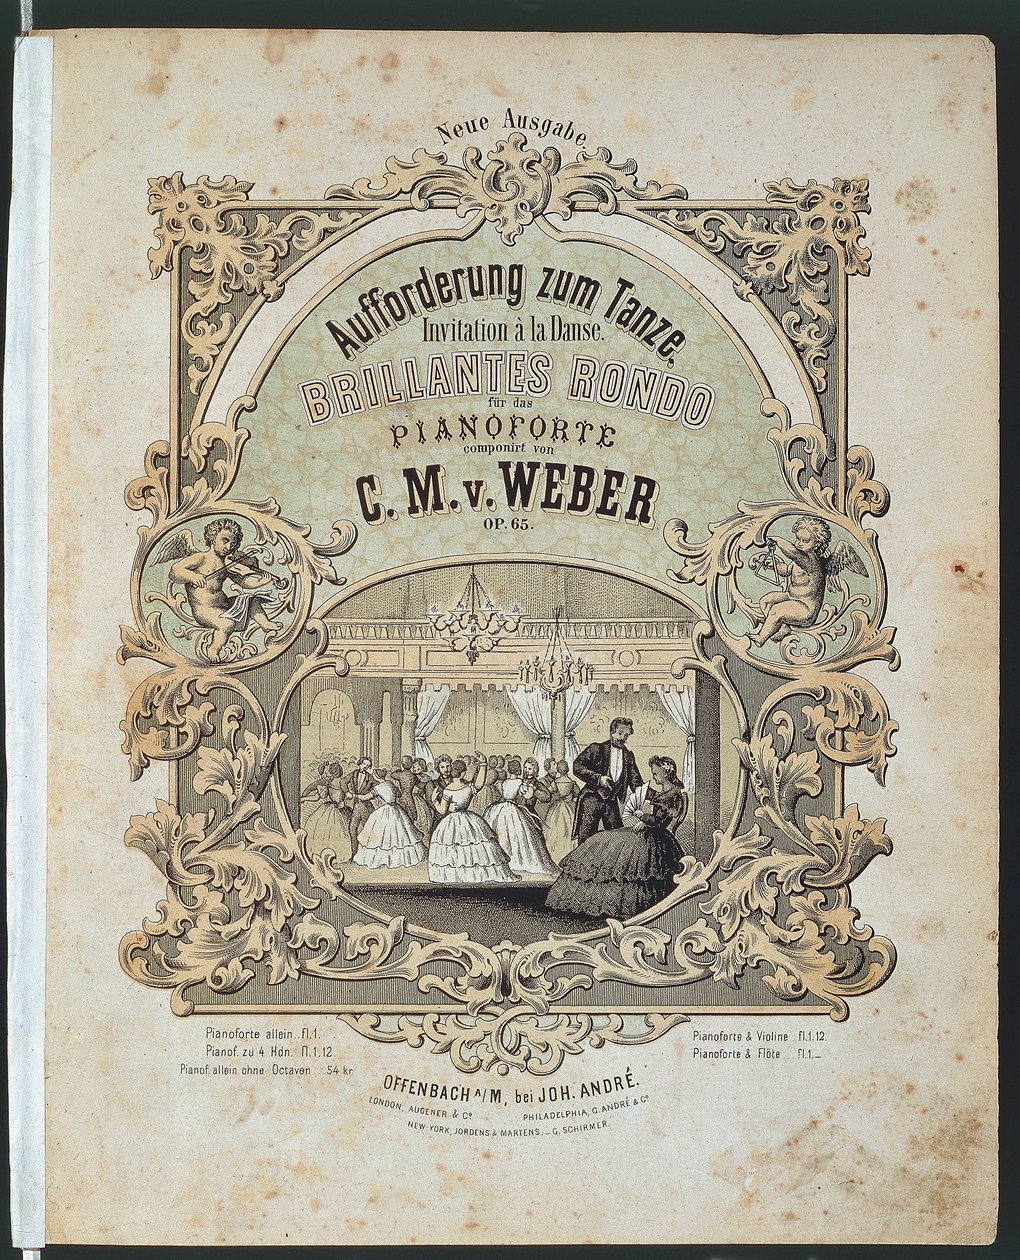 Neue Ausgabe.
Aufforderung zum Tanze.
Invitation à la Danse.
BRILLANTES RONDO
für das
PIANOFORTE
componirt von
C. M. v. WEBER
OP. 65.
Pianoforte allein .. fl. 1. _
Pianof. zu 4 Hdn. fl. 1. 12.
Pianof. allein ohne Octaven . . 54 kr
Pianoforte & Violine . fl. 1. 12.
Pianoforte & Flöte . . fl. 1. _
OFFENBACH A/M, bei JOH. ANDRÉ.
LONDON, AUGENER & Co. PHILADELPHIA, G. ANDRÉ & Co
NEW-YORK, JORDENS & MARTENS. _ G. SCHIRMER.